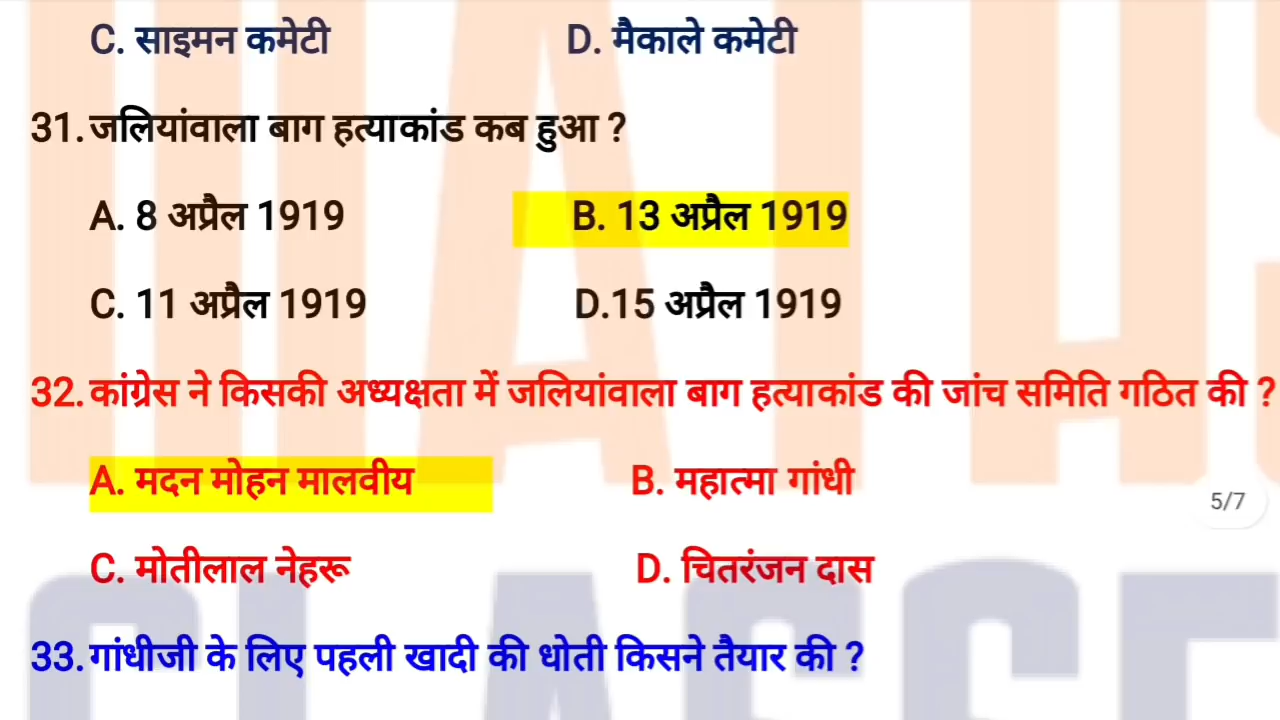 C. साइमन कमेटी D. मैकाले कमेटी
31. जलियांवाला बाग हत्याकांड कब हुआ ?
A. 8 अप्रैल 1919 B. 13 अप्रैल 1919
C. 11 अप्रैल 1919 D.15 अप्रैल 1919
32. कांग्रेस ने किसकी अध्यक्षता में जलियांवाला बाग हत्याकांड की जांच समिति गठित की ?
A. मदन मोहन मालवीय B. महात्मा गांधी
5/7
C. मोतीलाल नेहरू D. चितरंजन दास
33. गांधीजी के लिए पहली खादी की धोती किसने तैयार की ?